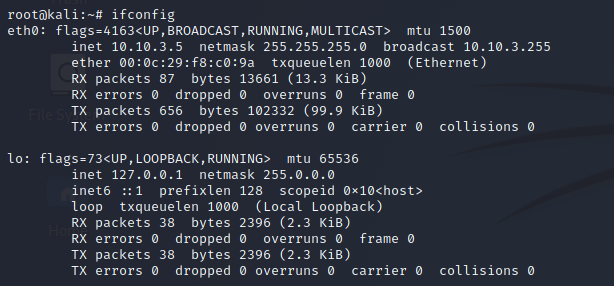 root@kali:~# ifconfig
eth0: flags=4163<UP,BROADCAST,RUNNING,MULTICAST>  mtu 1500
        inet 10.10.3.5  netmask 255.255.255.0  broadcast 10.10.3.255
        ether 00:0c:29:f8:c0:9a  txqueuelen 1000  (Ethernet)
        RX packets 87  bytes 13661 (13.3 KiB)
        RX errors 0  dropped 0  overruns 0  frame 0
        TX packets 656  bytes 102332 (99.9 KiB)
        TX errors 0  dropped 0 overruns 0  carrier 0  collisions 0

lo: flags=73<UP,LOOPBACK,RUNNING>  mtu 65536
        inet 127.0.0.1  netmask 255.0.0.0
        inet6 ::1  prefixlen 128  scopeid 0×10<host>
        loop  txqueuelen 1000  (Local Loopback)
        RX packets 38  bytes 2396 (2.3 KiB)
        RX errors 0  dropped 0  overruns 0  frame 0
        TX packets 38  bytes 2396 (2.3 KiB)
        TX errors 0  dropped 0 overruns 0  carrier 0  collisions 0